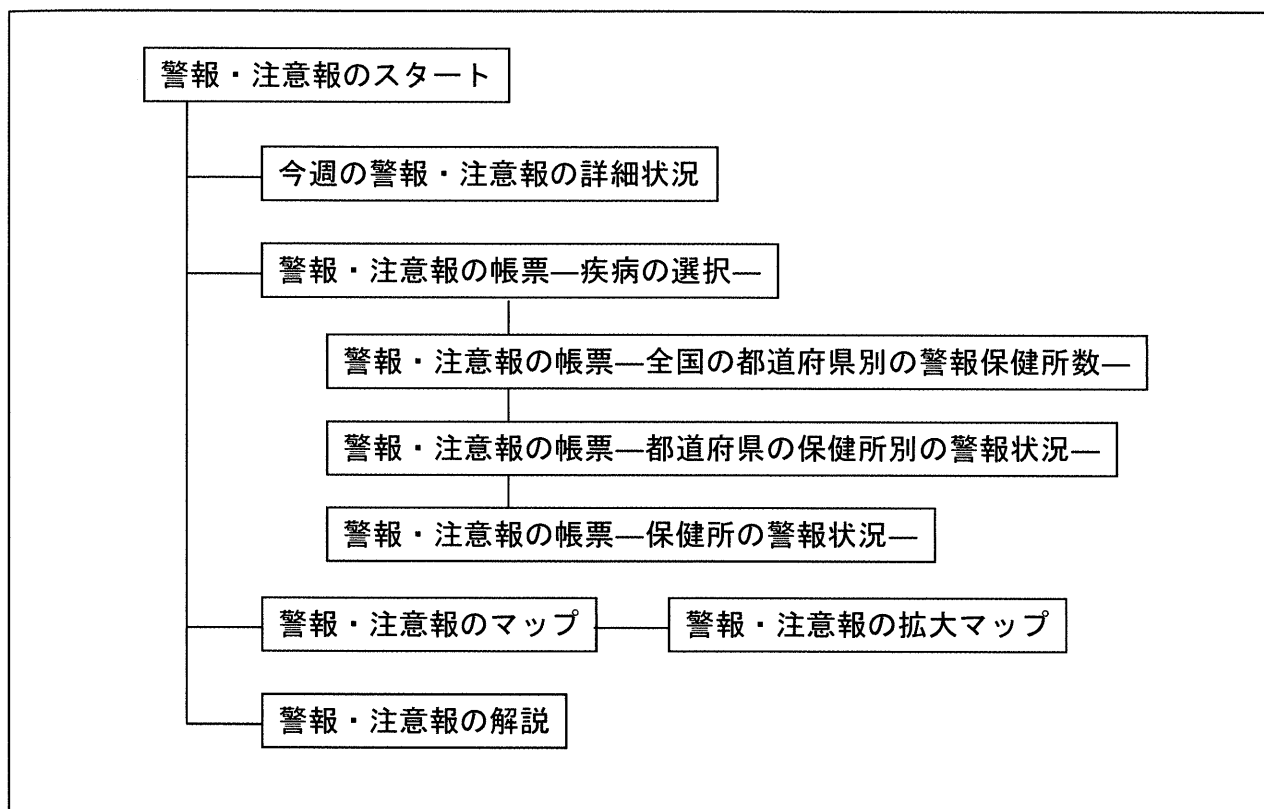 警報・注意報のスタート
今週の警報・注意報の詳細状況
警報・注意報の帳票―疾病の選択―
警報・注意報の帳票―全国の都道府県別の警報保健所数―
警報・注意報の帳票―都道府県の保健所別の警報状況―
警報・注意報の帳票―保健所の警報状況―
警報・注意報のマップ
警報・注意報の拡大マップ
警報・注意報の解説